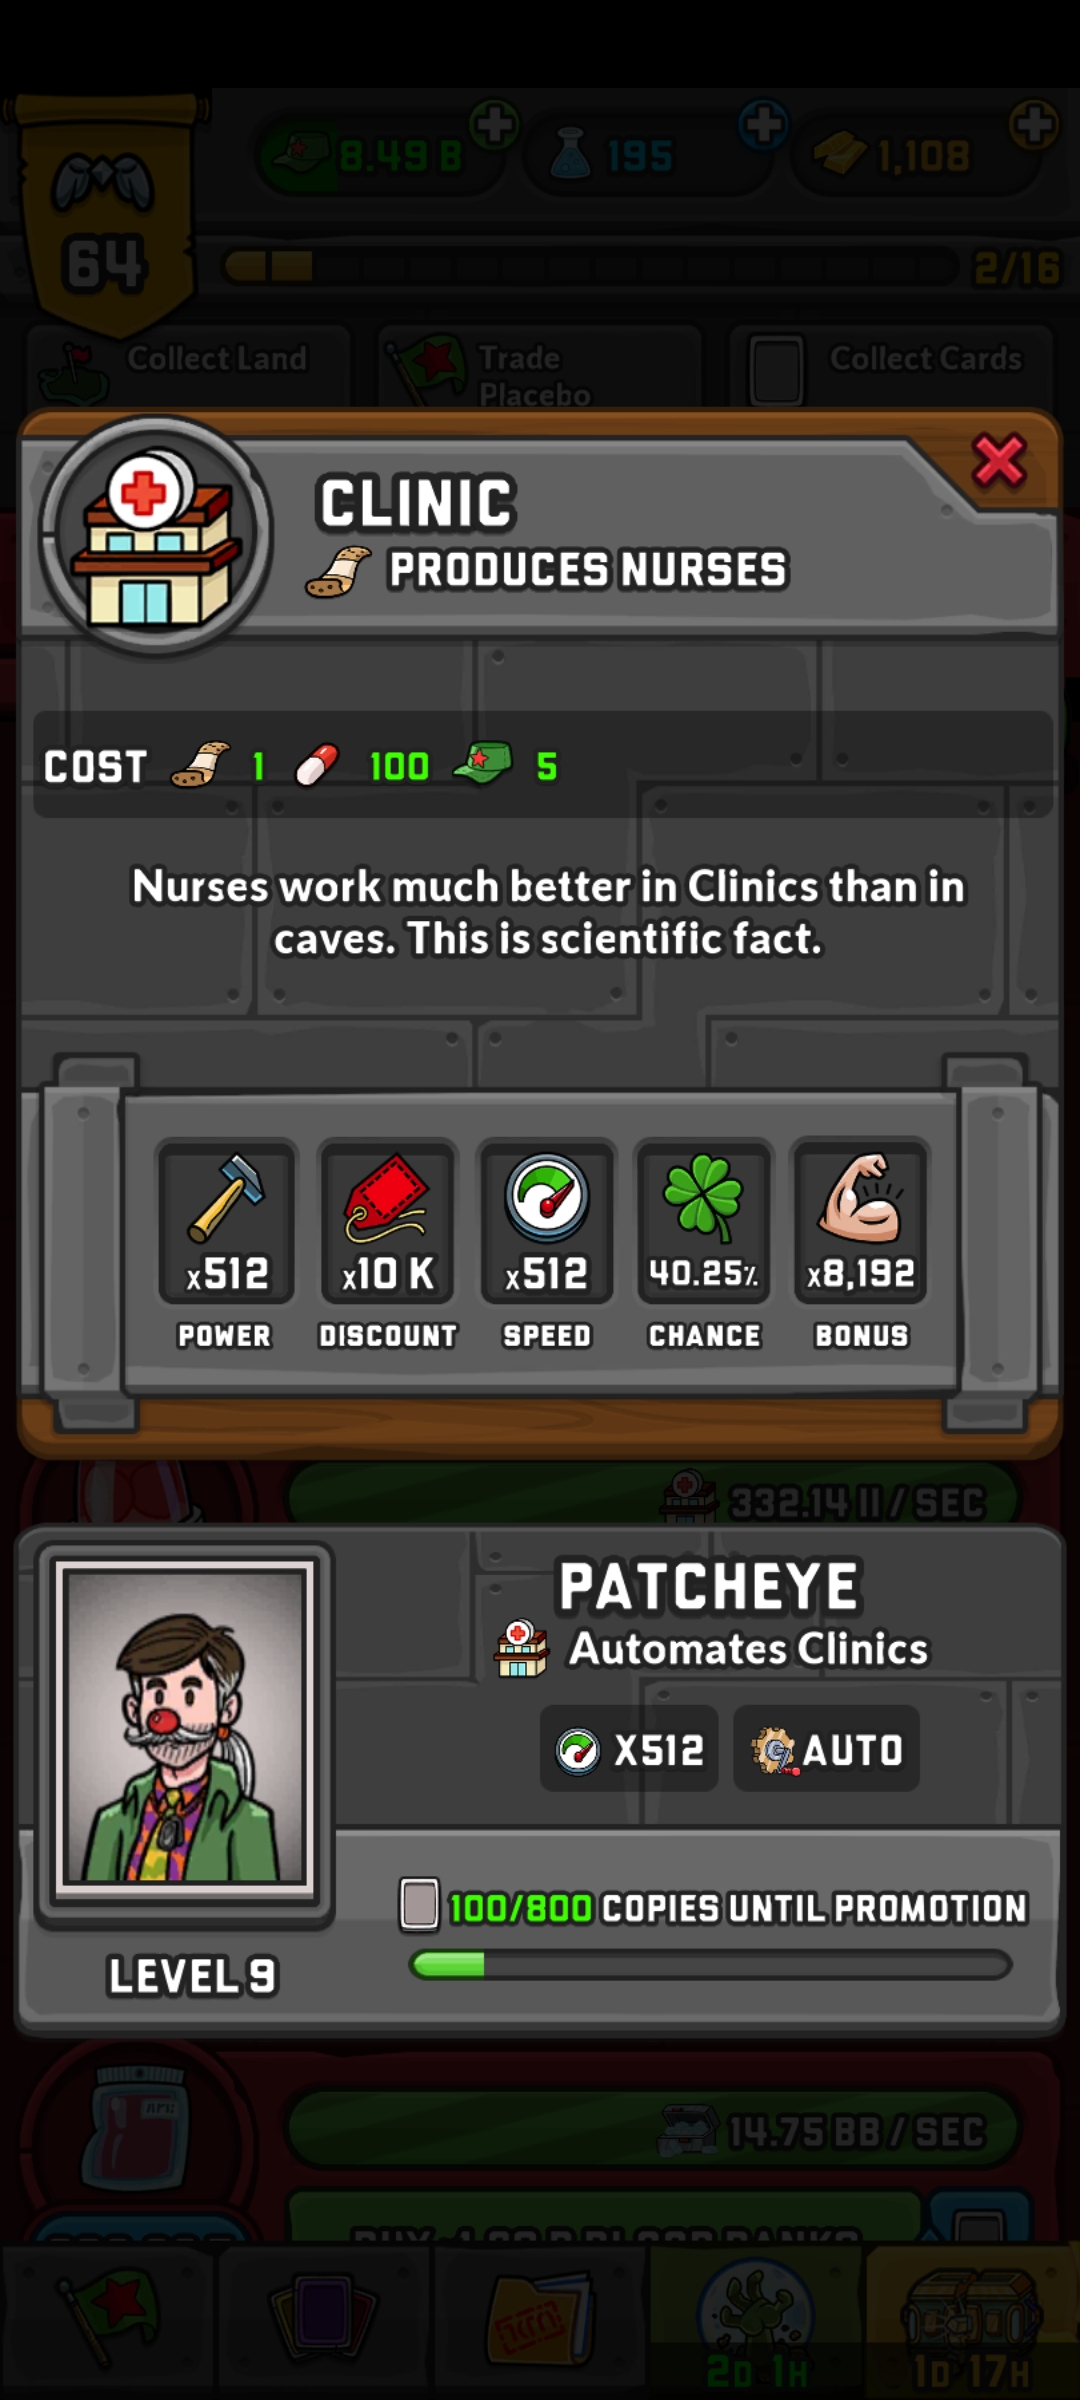 8.49 B
195
1,108
64
2/16
Collect Land
Trade
Placebo
Collect Cards
CLINIC
PRODUCES NURSES
COST 1 100 5
Nurses work much better in Clinics than in
caves. This is scientific fact.
x512
x10 K
x512
40.25%
x8,192
POWER
DISCOUNT
SPEED
CHANCE
BONUS
332.14 II / SEC
PATCHEYE
Automates Clinics
X512
AUTO
100/800 COPIES UNTIL PROMOTION
LEVEL 9
14.75 BB / SEC
2D 1H
1D 17H